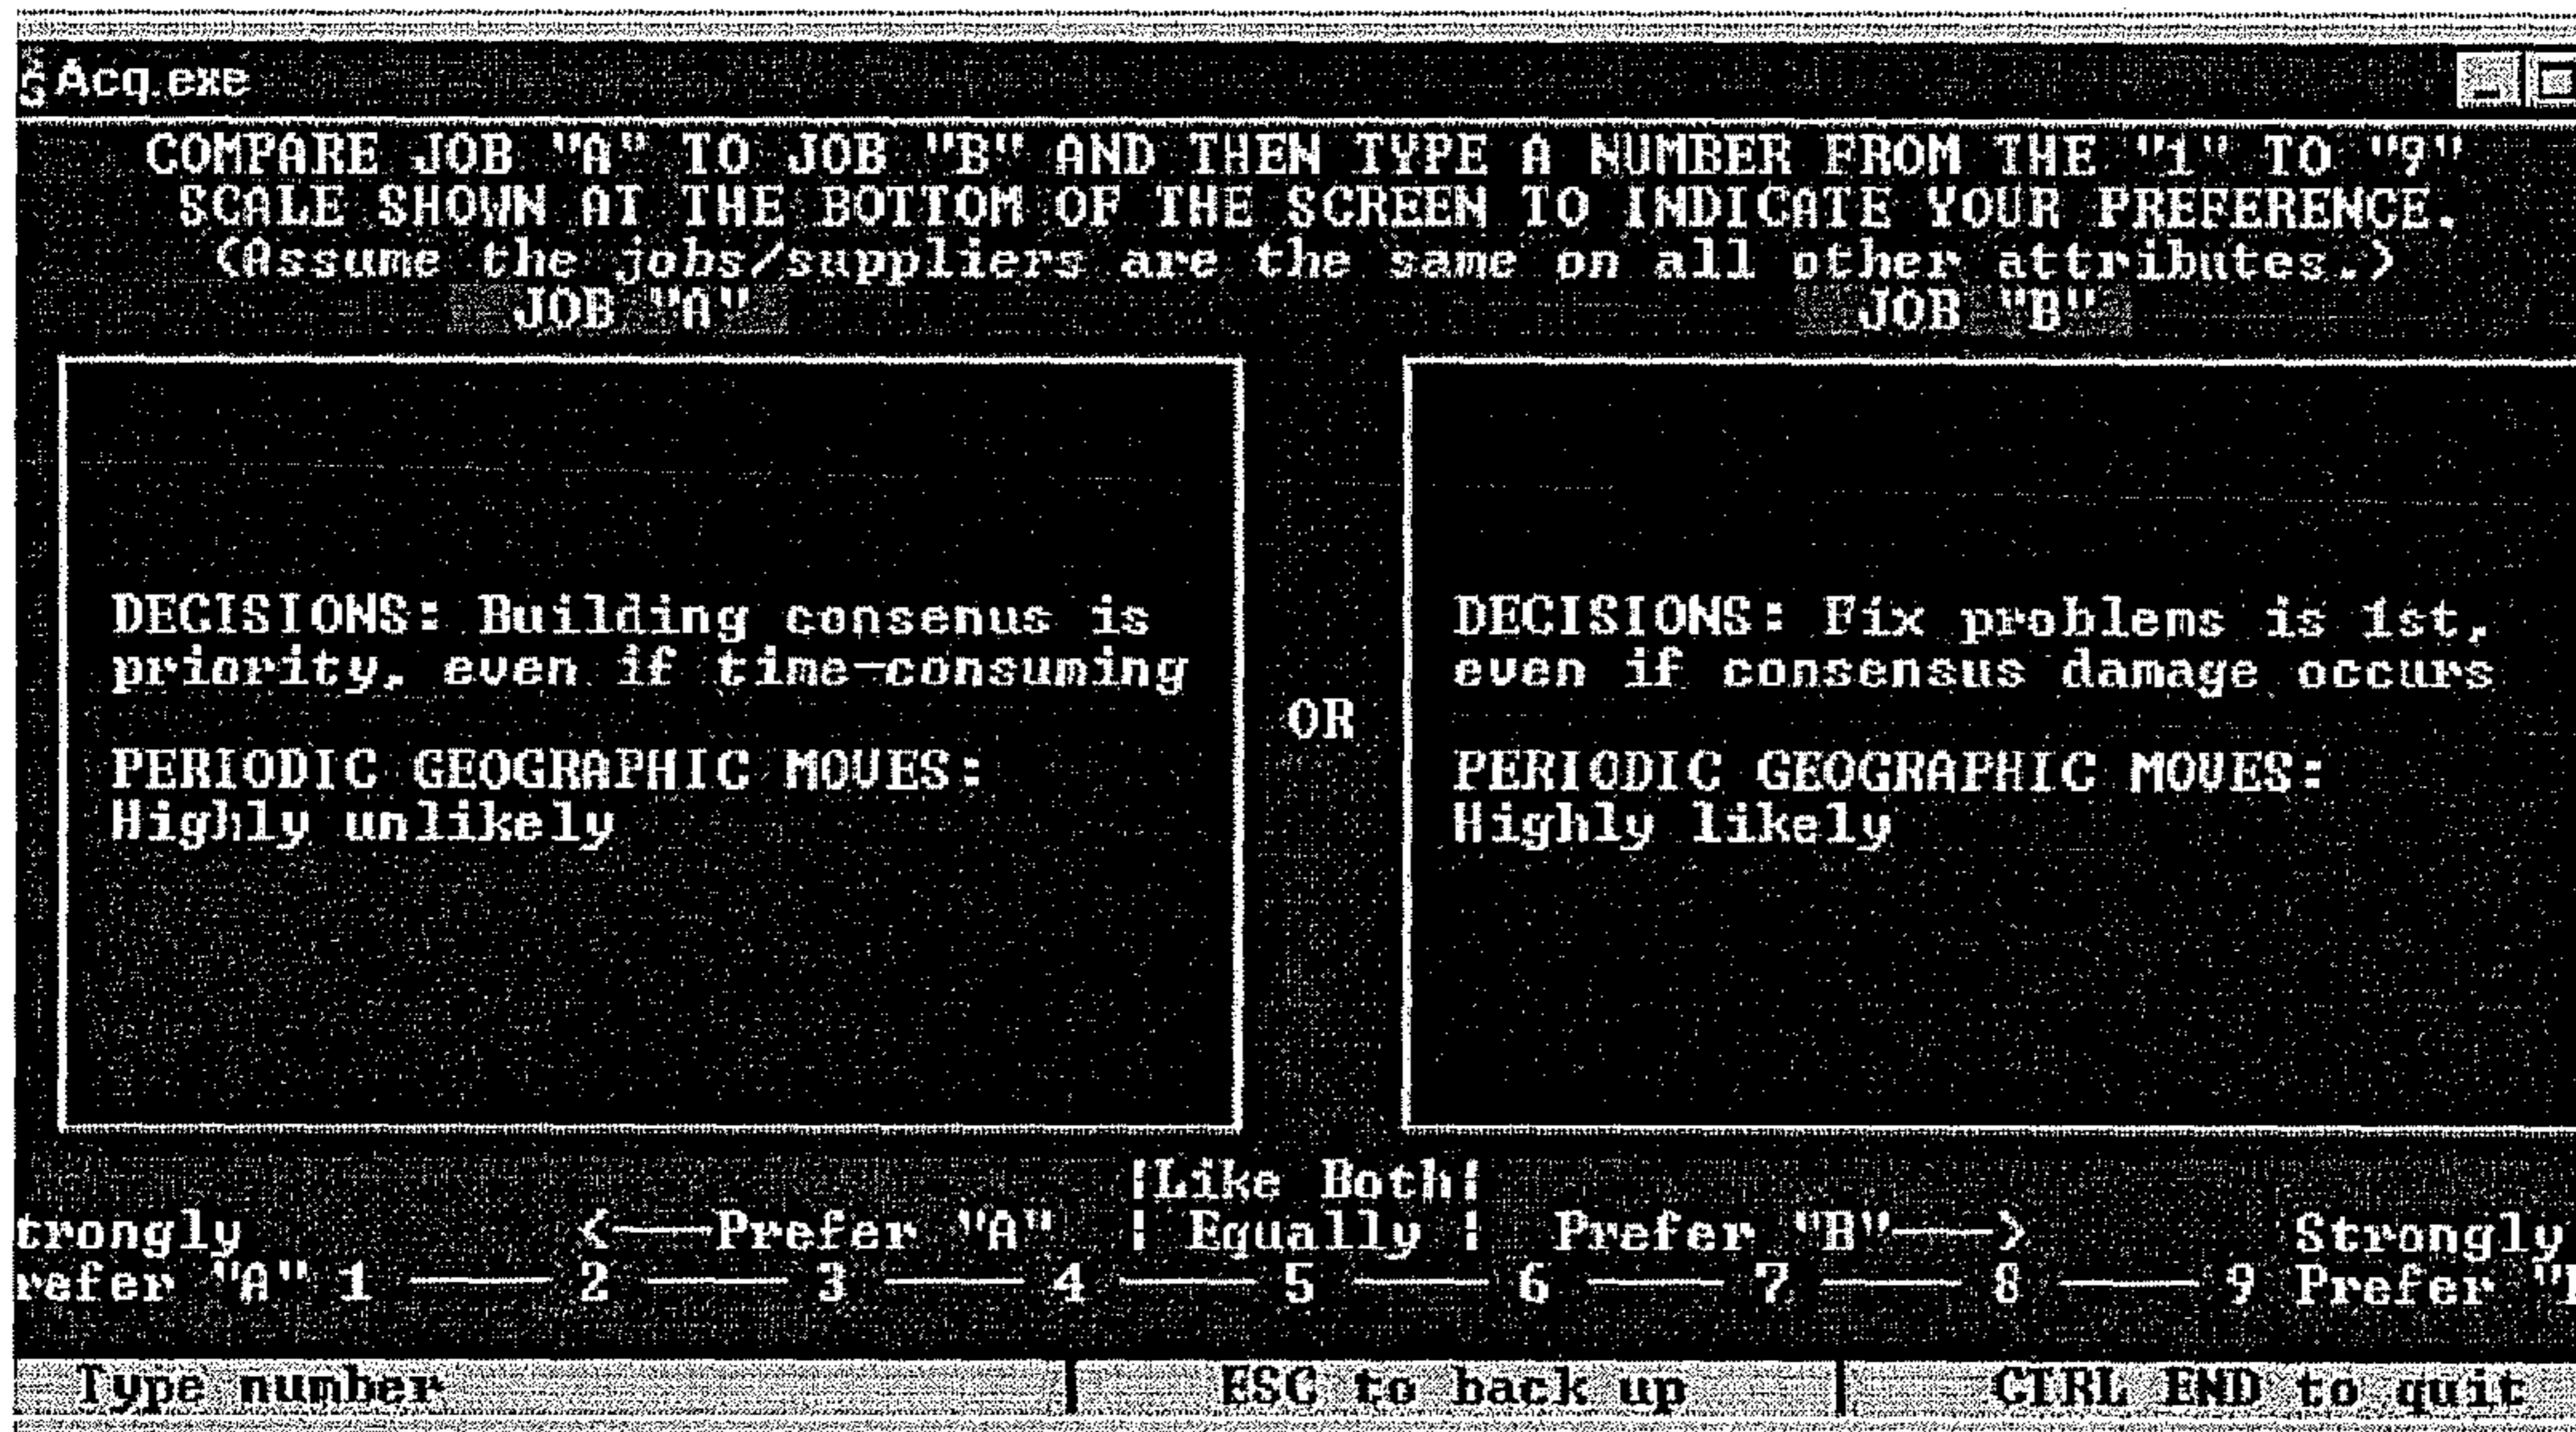 Acq.exe
COMPARE JOB "A" TO JOB "B" AND THEN TYPE A NUMBER FROM THE "1" TO "9"
SCALE SHOWN AT THE BOTTOM OF THE SCREEN TO INDICATE YOUR PREFERENCE.
(Assume the jobs/suppliers are the same on all other attributes.)
JOB "A"
JOB "B"
DECISIONS: Building consenus is
priority, even if time-consuming
PERIODIC GEOGRAPHIC MOVES:
Highly unlikely
OR
DECISIONS: Fix problems is 1st,
even if consensus damage occurs
PERIODIC GEOGRAPHIC MOVES:
Highly likely
|Like Both|
trongly <——Prefer "A" | Equally | Prefer "B"——> Strongly
refer "A" 1 —— 2 —— 3 —— 4 —— 5 —— 6 —— 7 —— 8 —— 9 Prefer "
Type number | ESC to back up | CTRL END to quit